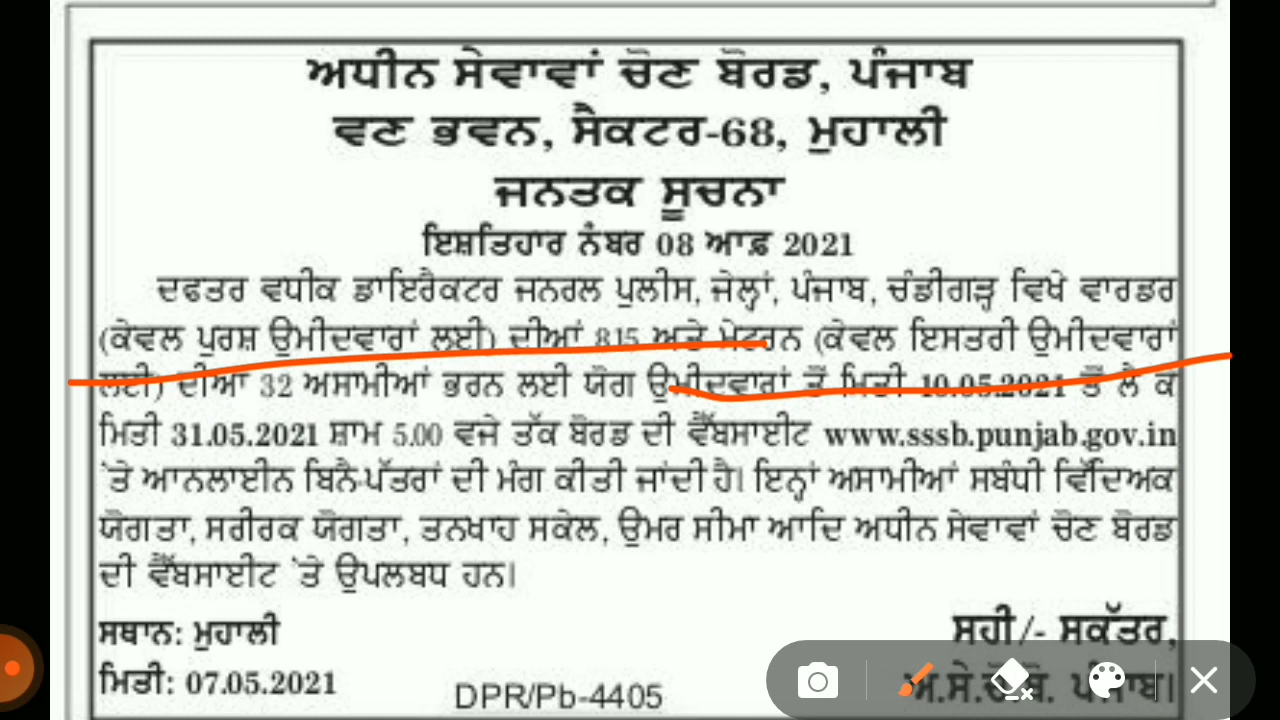 ਅਧੀਨ ਸੇਵਾਵਾਂ ਚੋਣ ਬੋਰਡ, ਪੰਜਾਬ
ਵਣ ਭਵਨ, ਸੈਕਟਰ-68, ਮੁਹਾਲੀ
ਜਨਤਕ ਸੂਚਨਾ
ਇਸ਼ਤਿਹਾਰ ਨੰਬਰ 08 ਆਫ਼ 2021
ਦਫਤਰ ਵਧੀਕ ਡਾਇਰੈਕਟਰ ਜਨਰਲ ਪੁਲੀਸ, ਜੇਲ੍ਹਾਂ, ਪੰਜਾਬ, ਚੰਡੀਗੜ੍ਹ ਵਿਖੇ ਵਾਰਡਰ
(ਕੇਵਲ ਪੁਰਸ਼ ਉਮੀਦਵਾਰਾਂ ਲਈ) ਦੀਆਂ 815 ਅਤੇ ਮੇਟਰਨ (ਕੇਵਲ ਇਸਤਰੀ ਉਮੀਦਵਾਰਾਂ
ਲਈ) ਦੀਆਂ 32 ਅਸਾਮੀਆਂ ਭਰਨ ਲਈ ਯੋਗ ਉਮੀਦਵਾਰਾਂ ਤੋਂ ਮਿਤੀ 10.05.2021 ਤੋਂ ਲੈ ਕੇ
ਮਿਤੀ 31.05.2021 ਸ਼ਾਮ 5.00 ਵਜੇ ਤੱਕ ਬੋਰਡ ਦੀ ਵੈੱਬਸਾਈਟ www.sssb.punjab.gov.in
'ਤੇ ਆਨਲਾਈਨ ਬਿਨੈ-ਪੱਤਰਾਂ ਦੀ ਮੰਗ ਕੀਤੀ ਜਾਂਦੀ ਹੈ। ਇਨ੍ਹਾਂ ਅਸਾਮੀਆਂ ਸਬੰਧੀ ਵਿੱਦਿਅਕ
ਯੋਗਤਾ, ਸਰੀਰਕ ਯੋਗਤਾ, ਤਨਖਾਹ ਸਕੇਲ, ਉਮਰ ਸੀਮਾ ਆਦਿ ਅਧੀਨ ਸੇਵਾਵਾਂ ਚੋਣ ਬੋਰਡ
ਦੀ ਵੈੱਬਸਾਈਟ 'ਤੇ ਉਪਲਬਧ ਹਨ।
ਸਥਾਨ: ਮੁਹਾਲੀ
ਮਿਤੀ: 07.05.2021
DPR/Pb-4405
ਸਹੀ/- ਸਕੱਤਰ,
ਅ.ਸੇ.ਚੋ.ਬੋ. ਪੰਜਾਬ।